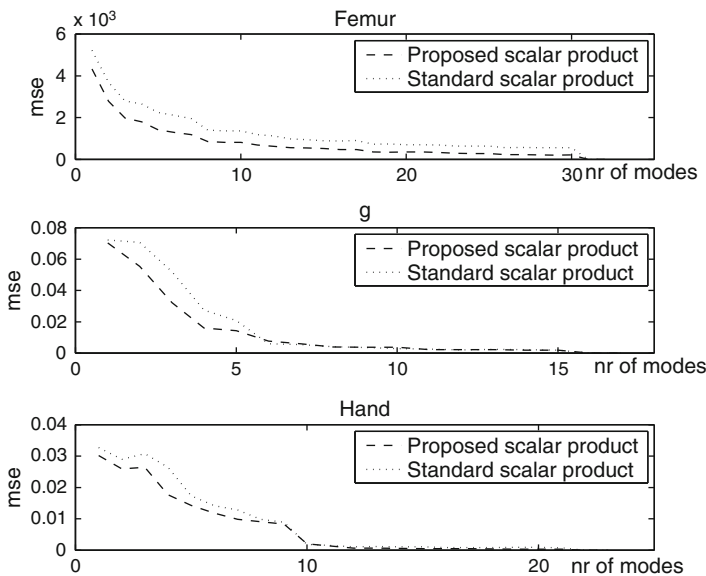 Femur
x 10³
6
4
2
0
mse
Proposed scalar product
Standard scalar product
0 10 20 30 nr of modes
g
0.08
0.06
0.04
0.02
0
mse
Proposed scalar product
Standard scalar product
0 5 10 15 nr of modes
Hand
0.04
0.03
0.02
0.01
0
mse
Proposed scalar product
Standard scalar product
0 10 20 nr of modes